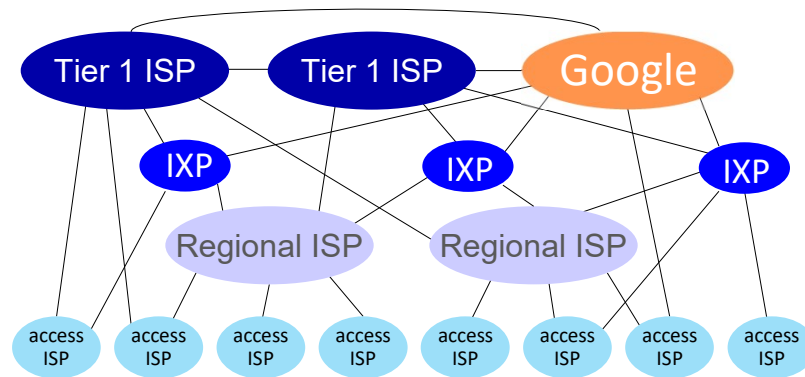 Tier 1 ISP
Tier 1 ISP
Google
IXP
IXP
IXP
Regional ISP
Regional ISP
access
ISP
access
ISP
access
ISP
access
ISP
access
ISP
access
ISP
access
ISP
access
ISP